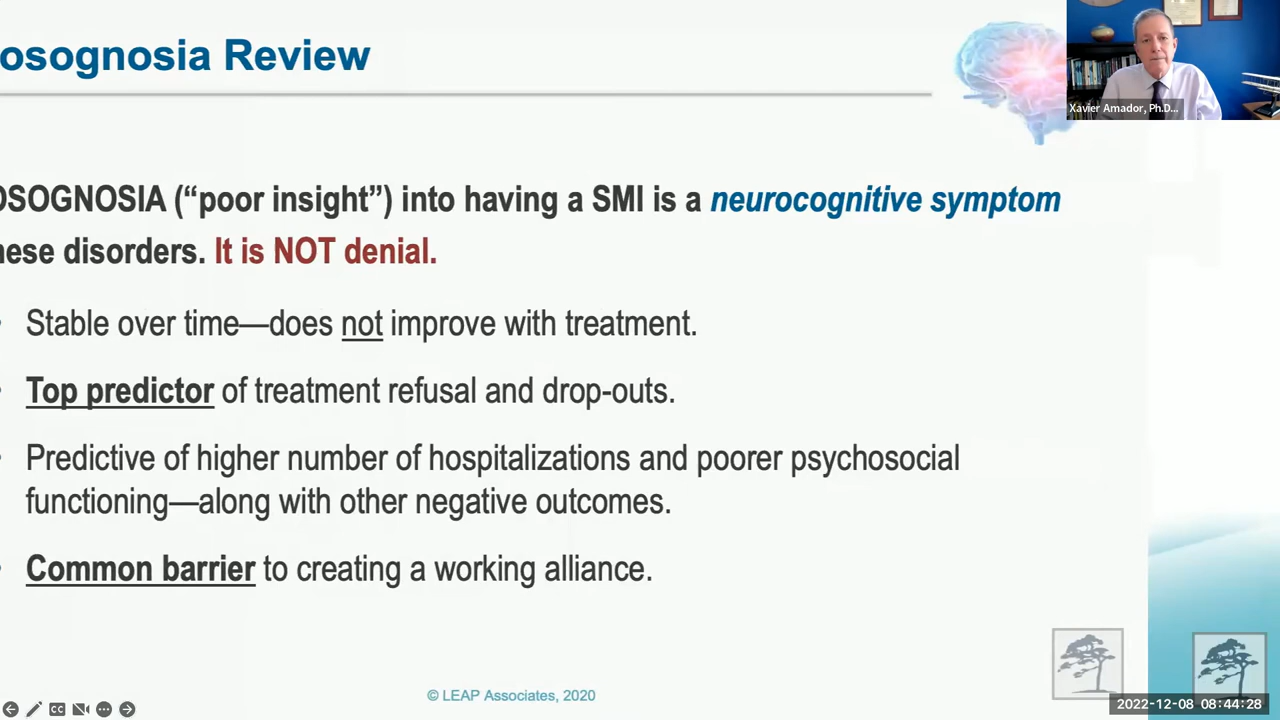 osognosia Review
Xavier Amador, Ph.D...
OSOGNOSIA (“poor insight”) into having a SMI is a neurocognitive symptom
hese disorders. It is NOT denial.
Stable over time—does not improve with treatment.
Top predictor of treatment refusal and drop-outs.
Predictive of higher number of hospitalizations and poorer psychosocial
functioning—along with other negative outcomes.
Common barrier to creating a working alliance.
© LEAP Associates, 2020
CC
2022-12-08 08:44:28